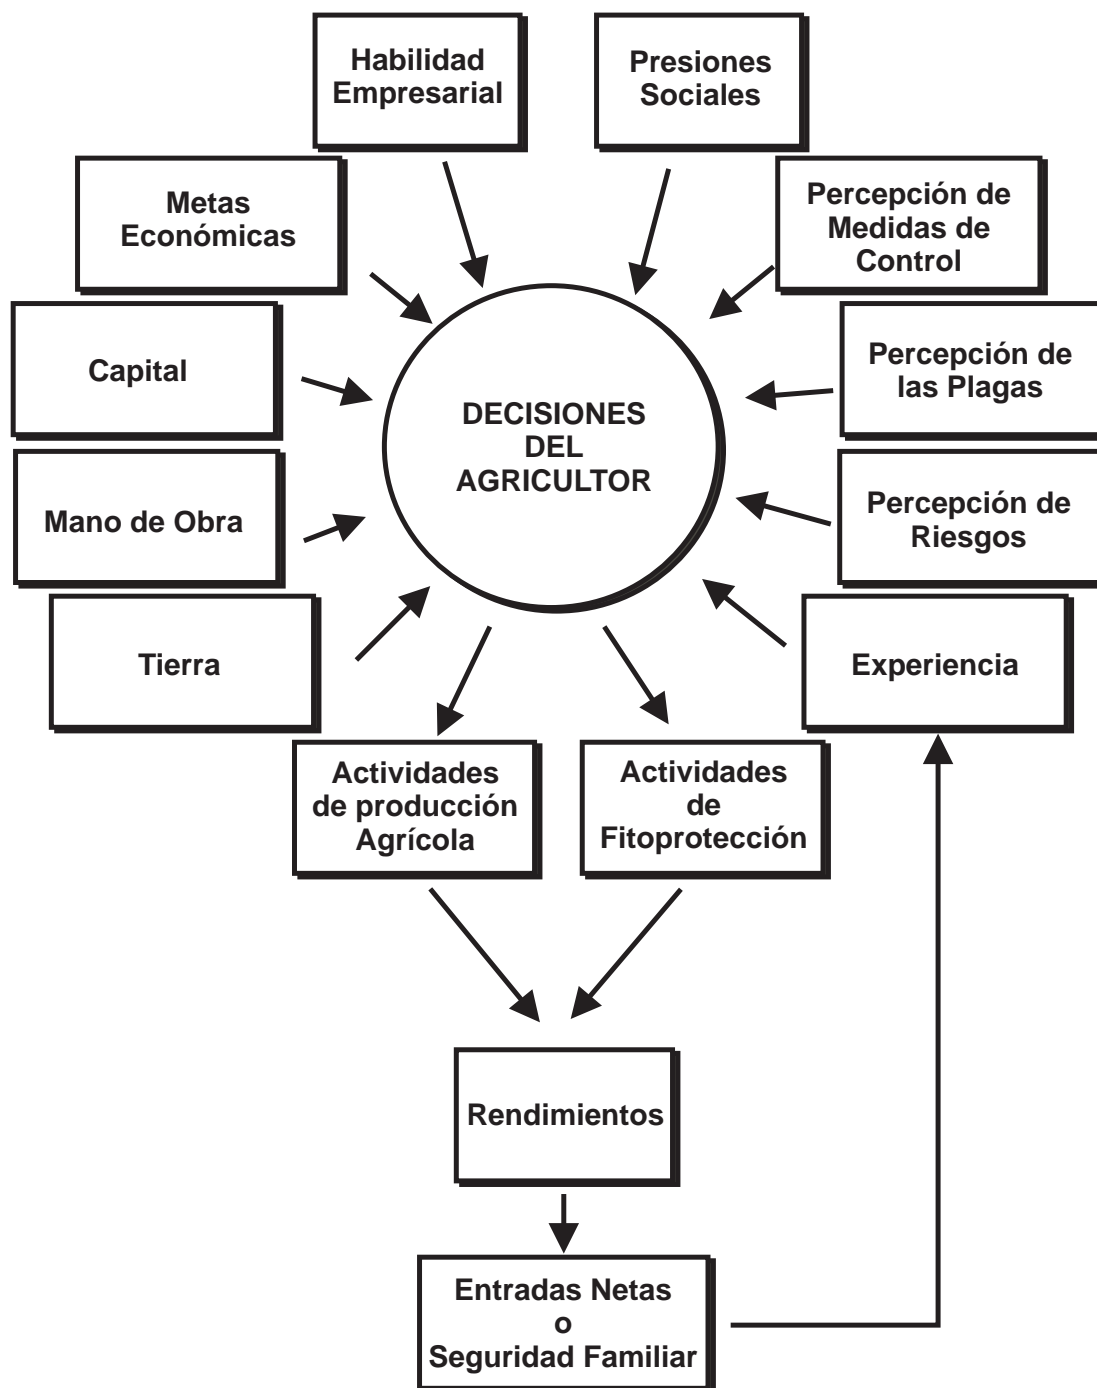 Habilidad
Empresarial
Presiones
Sociales
Metas
Económicas
Percepción de
Medidas de
Control
Capital
Percepción de
las Plagas
DECISIONES
DEL
AGRICULTOR
Mano de Obra
Percepción de
Riesgos
Tierra
Experiencia
Actividades
de producción
Agrícola
Actividades
de
Fitoprotección
Rendimientos
Entradas Netas
o
Seguridad Familiar